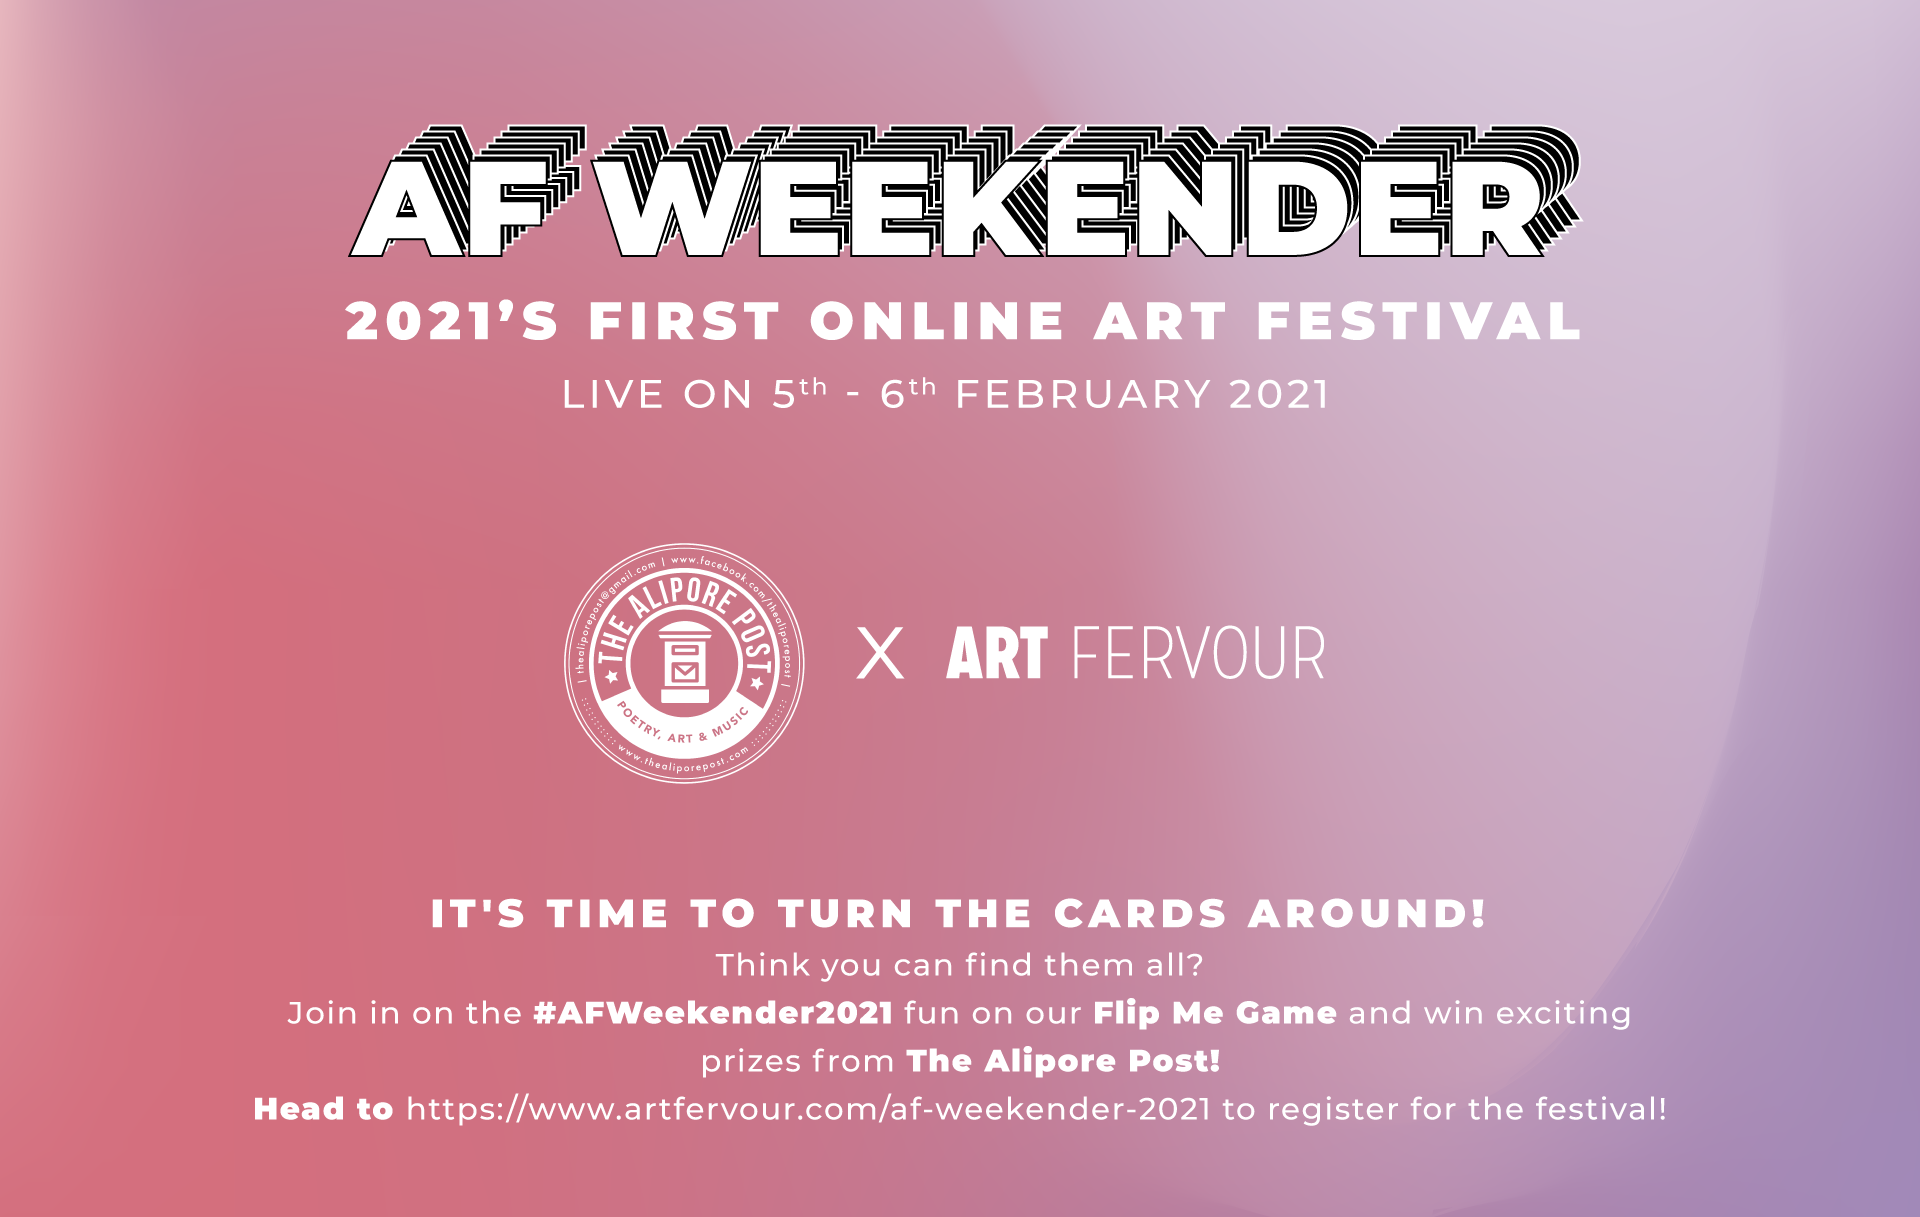 AF WEEKENDER
2021’S FIRST ONLINE ART FESTIVAL
LIVE ON 5th - 6th FEBRUARY 2021
| thealiporepost@gmail.com | www.facebook.com/thealiporepost |
THE ALIPORE POST
POETRY, ART & MUSIC
www.thealiporepost.com
X ART FERVOUR
IT'S TIME TO TURN THE CARDS AROUND!
Think you can find them all?
Join in on the #AFWeekender2021 fun on our Flip Me Game and win exciting
prizes from The Alipore Post!
Head to https://www.artfervour.com/af-weekender-2021 to register for the festival!